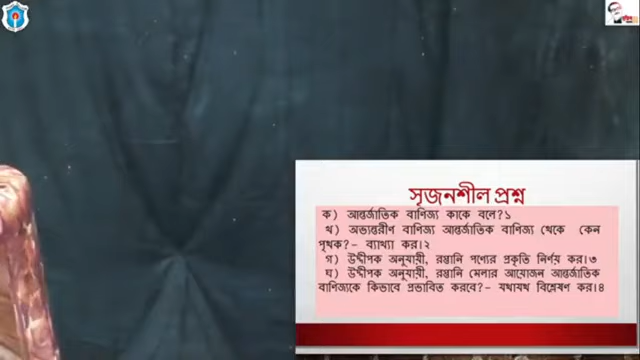 সৃজনশীল প্রশ্ন
ক) আন্তর্জাতিক বাণিজ্য কাকে বলে?১
খ) অভ্যন্তরীণ বাণিজ্য আন্তর্জাতিক বাণিজ্য থেকে কেন
পৃথক?- ব্যাখ্যা কর।২
গ) উদ্দীপক অনুযায়ী, রপ্তানি পণ্যের প্রকৃতি নির্ণয় কর।৩
ঘ) উদ্দীপক অনুযায়ী, রপ্তানি মেলার আয়োজন আন্তর্জাতিক
বাণিজ্যকে কিভাবে প্রভাবিত করবে?- যথাযথ বিশ্লেষণ কর।৪